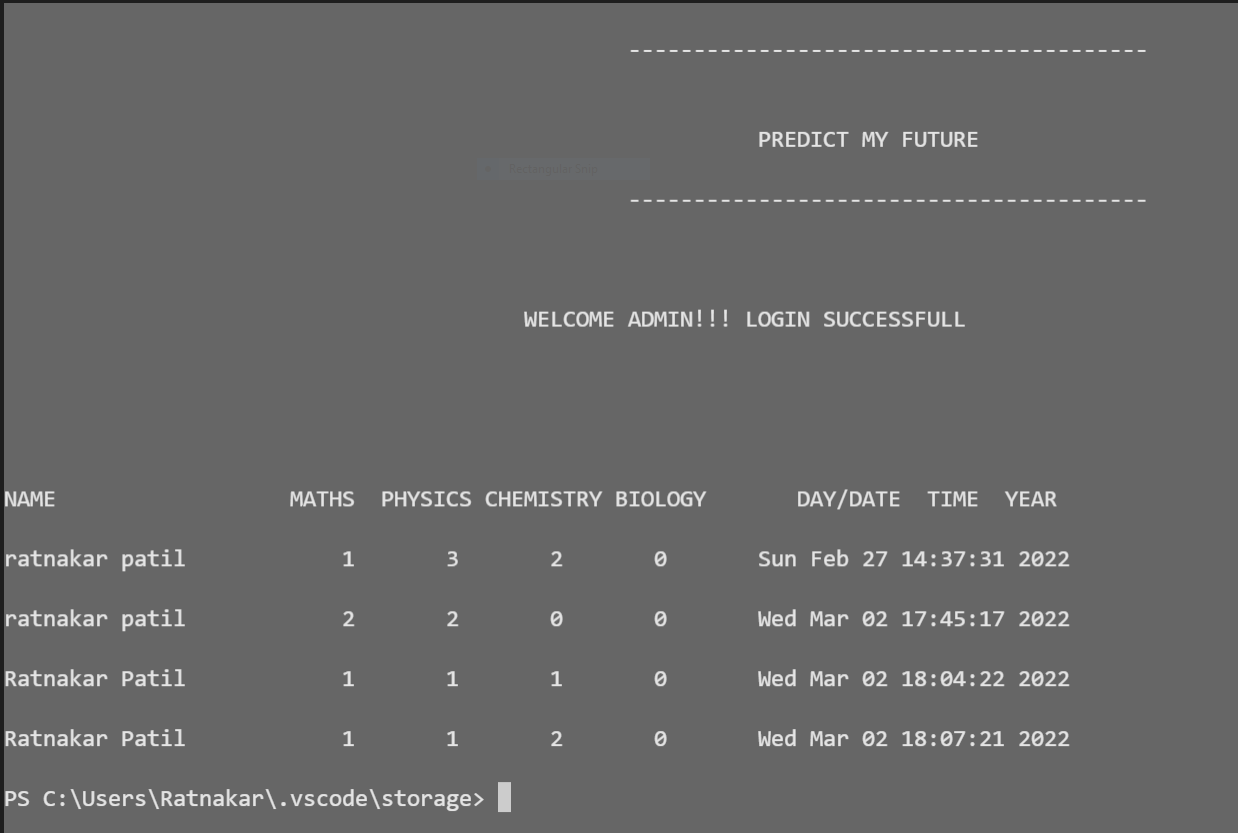 ----------------------------------------
PREDICT MY FUTURE
----------------------------------------
WELCOME ADMIN!!! LOGIN SUCCESSFULL
NAME MATHS PHYSICS CHEMISTRY BIOLOGY DAY/DATE TIME YEAR
ratnakar patil 1 3 2 0 Sun Feb 27 14:37:31 2022
ratnakar patil 2 2 0 0 Wed Mar 02 17:45:17 2022
Ratnakar Patil 1 1 1 0 Wed Mar 02 18:04:22 2022
Ratnakar Patil 1 1 2 0 Wed Mar 02 18:07:21 2022
PS C:\Users\Ratnakar\.vscode\storage>